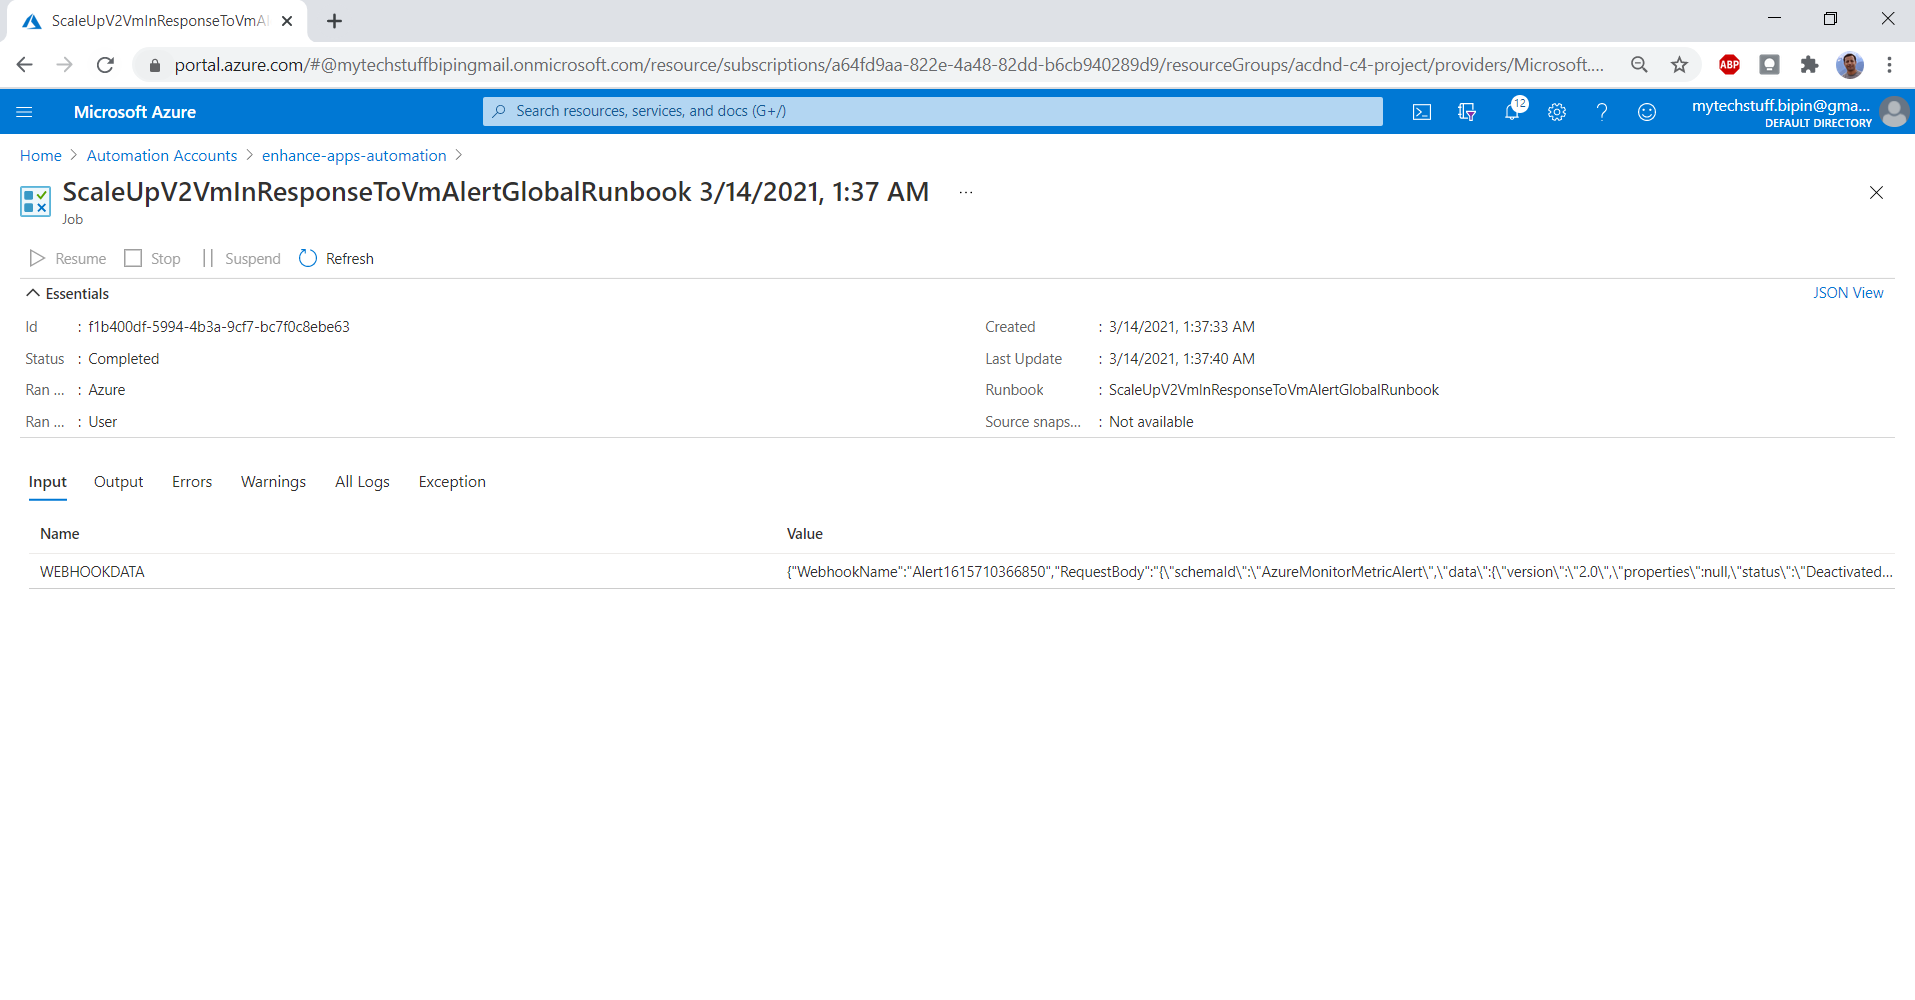 ScaleUpV2VmInResponseToVmAl
portal.azure.com/#@mytechstuffbipingmail.onmicrosoft.com/resource/subscriptions/a64fd9aa-822e-4a48-82dd-b6cb940289d9/resourceGroups/acdnd-c4-project/providers/Microsoft....
ABP
Microsoft Azure
Search resources, services, and docs (G+/)
12
mytechstuff.bipin@gma...
DEFAULT DIRECTORY
Home > Automation Accounts > enhance-apps-automation >
ScaleUpV2VmInResponseToVmAlertGlobalRunbook 3/14/2021, 1:37 AM ...
Job
Resume Stop Suspend Refresh
Essentials JSON View
Id : f1b400df-5994-4b3a-9cf7-bc7f0c8ebe63 Created : 3/14/2021, 1:37:33 AM
Status : Completed Last Update : 3/14/2021, 1:37:40 AM
Ran ... : Azure Runbook : ScaleUpV2VmInResponseToVmAlertGlobalRunbook
Ran ... : User Source snaps... : Not available
Input Output Errors Warnings All Logs Exception
Name Value
WEBHOOKDATA {"WebhookName":"Alert1615710366850","RequestBody":"{\"schemaId\":\"AzureMonitorMetricAlert\",\"data\":{\"version\":\"2.0\",\"properties\":null,\"status\":\"Deactivated...